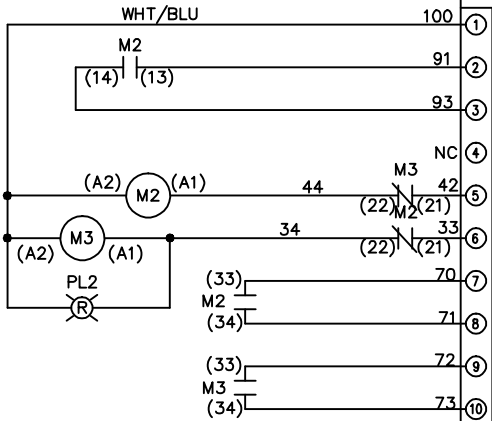 WHT/BLU 100 1
M2
(14) (13) 91 2
93 3
NC 4
M3
(A2) M2 (A1) 44 (22) (21) 42 5
M2
M3 34 (22) (21) 33 6
(A2) (A1)
PL2
R
(33) 70 7
M2
(34) 71 8
(33) 72 9
M3
(34) 73 10